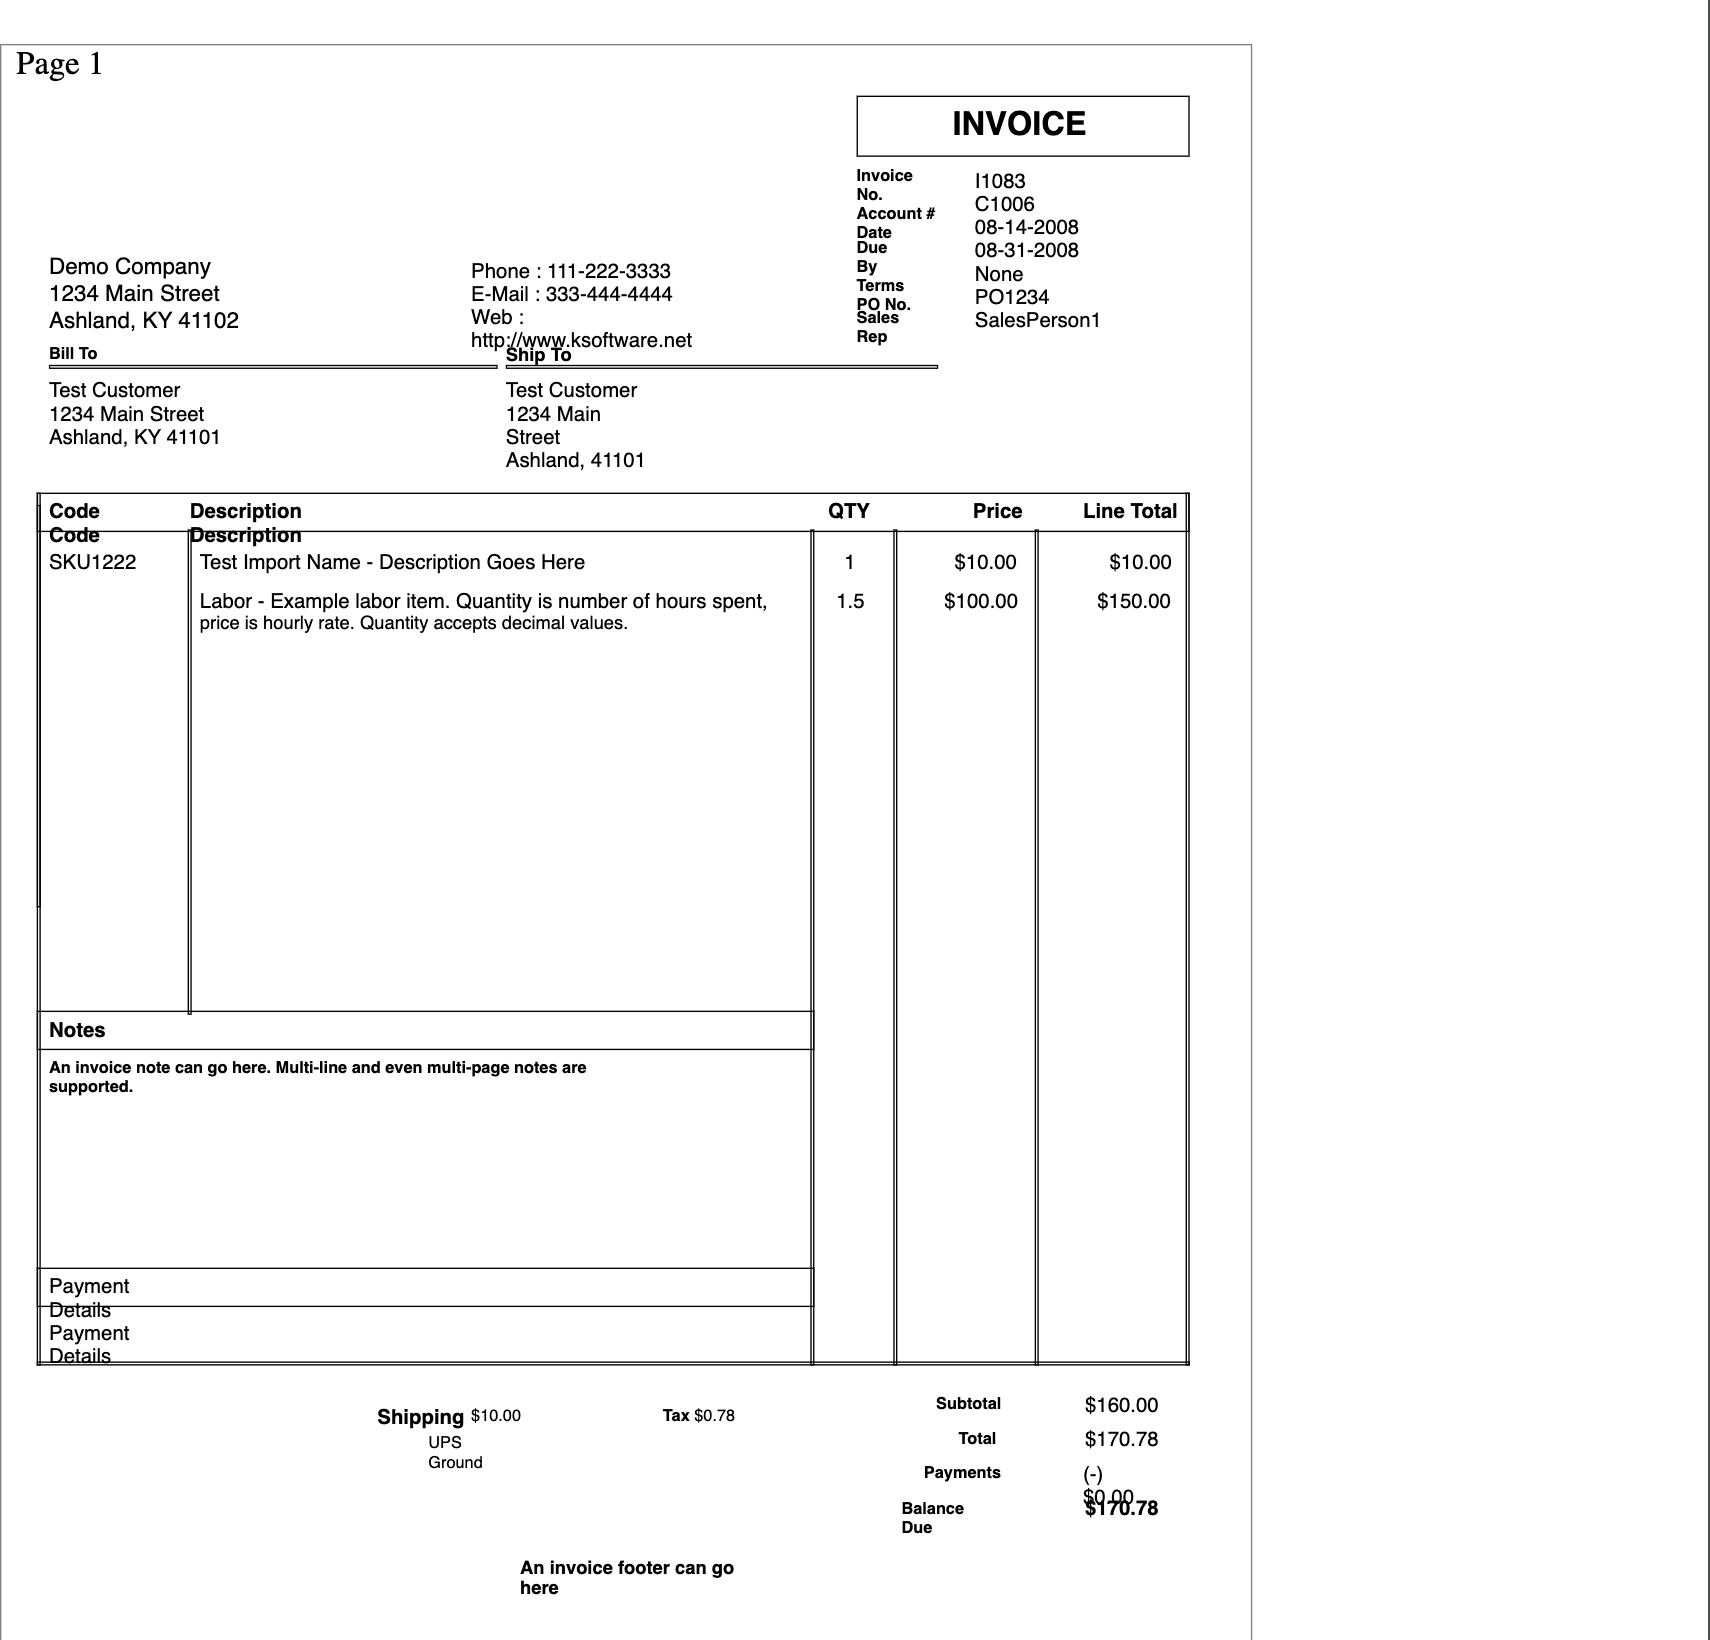 Page 1
INVOICE
Invoice
No.
I1083
Account #
C1006
Date
08-14-2008
Due
By
08-31-2008
Terms
None
PO No.
PO1234
Sales
Rep
SalesPerson1
Demo Company
1234 Main Street
Ashland, KY 41102
Phone : 111-222-3333
E-Mail : 333-444-4444
Web :
http://www.ksoftware.net
Bill To
Test Customer
1234 Main Street
Ashland, KY 41101
Ship To
Test Customer
1234 Main
Street
Ashland, 41101
Code Description QTY Price Line Total
Code Description
SKU1222 Test Import Name - Description Goes Here 1 $10.00 $10.00
Labor - Example labor item. Quantity is number of hours spent, 1.5 $100.00 $150.00
price is hourly rate. Quantity accepts decimal values.
Notes
An invoice note can go here. Multi-line and even multi-page notes are
supported.
Payment
Details
Payment
Details
Shipping $10.00
UPS
Ground
Tax $0.78
Subtotal $160.00
Total $170.78
Payments (-)
$0.00
Balance
Due
$170.78
An invoice footer can go
here